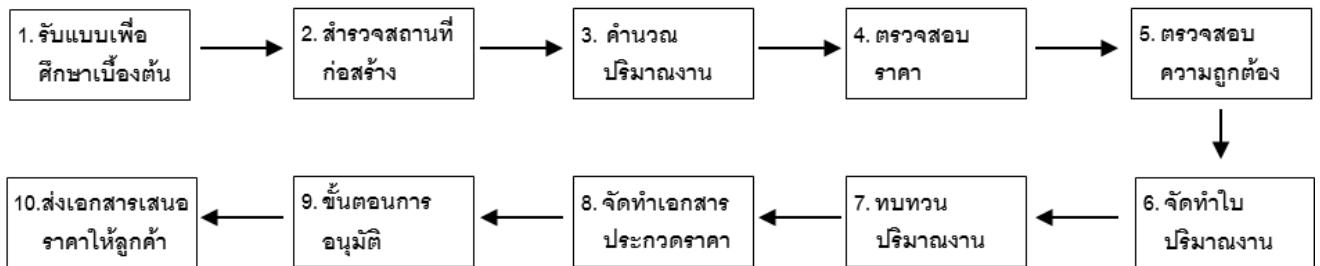 1. รับแบบเพื่อ
ศึกษาเบื้องต้น
2. สำรวจสถานที่
ก่อสร้าง
3. คำนวณ
ปริมาณงาน
4. ตรวจสอบ
ราคา
5. ตรวจสอบ
ความถูกต้อง
6. จัดทำใบ
ปริมาณงาน
7. ทบทวน
ปริมาณงาน
8. จัดทำเอกสาร
ประกวดราคา
9. ขั้นตอนการ
อนุมัติ
10.ส่งเอกสารเสนอ
ราคาให้ลูกค้า